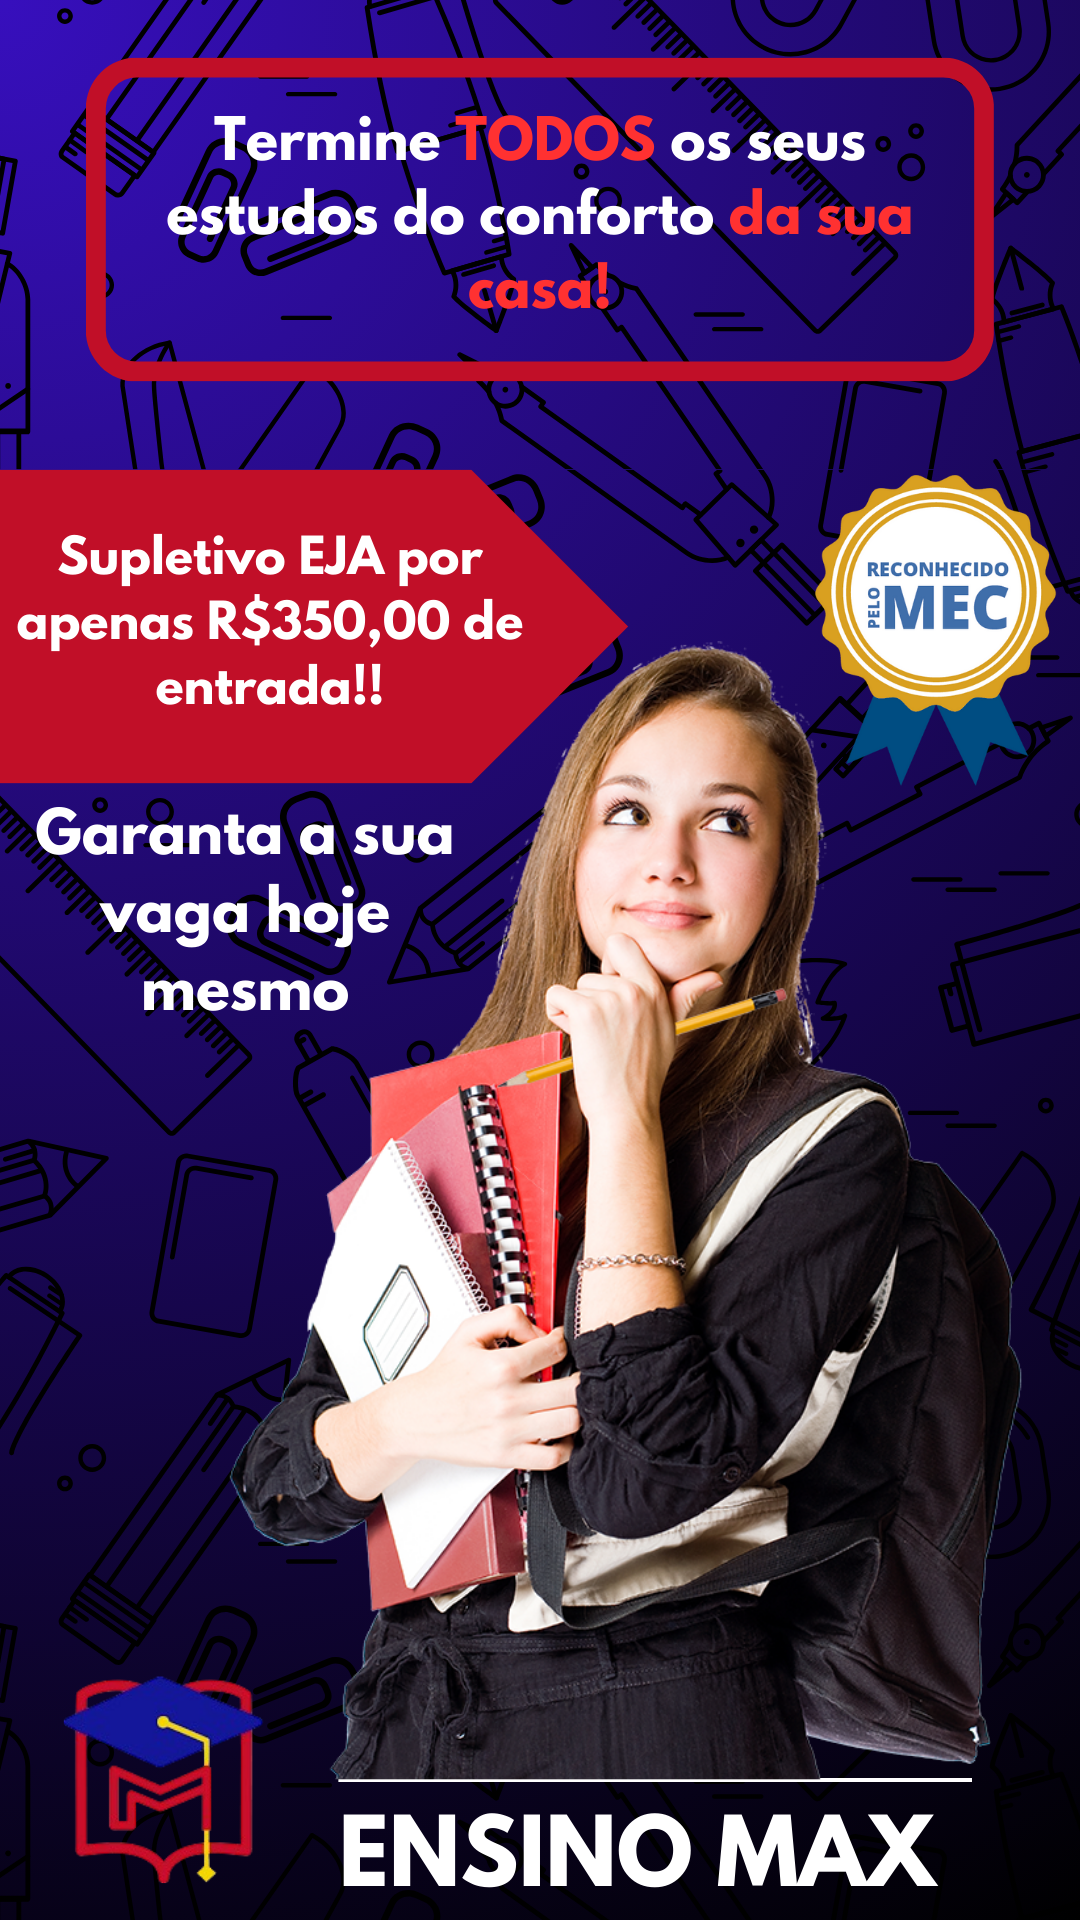 Termine TODOS os seus
estudos do conforto da sua
casa!
Supletivo EJA por
apenas R$350,00 de
entrada!!
RECONHECIDO
PELO MEC
Garanta a sua
vaga hoje
mesmo
M
ENSINO MAX